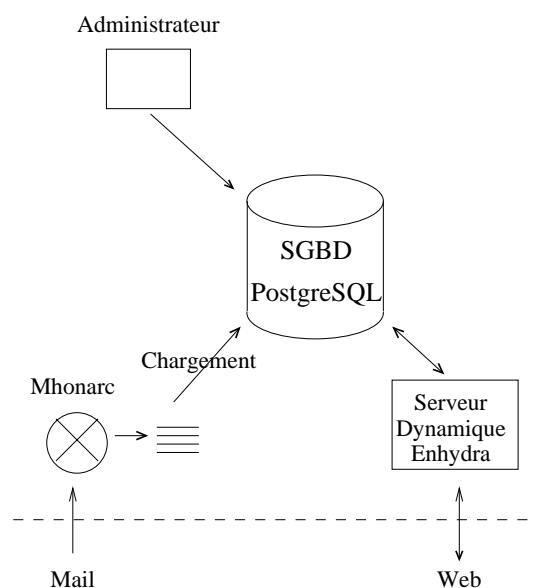 Administrateur
SGBD
PostgreSQL
Chargement
Mhonarc
Serveur
Dynamique
Enhydra
Mail
Web